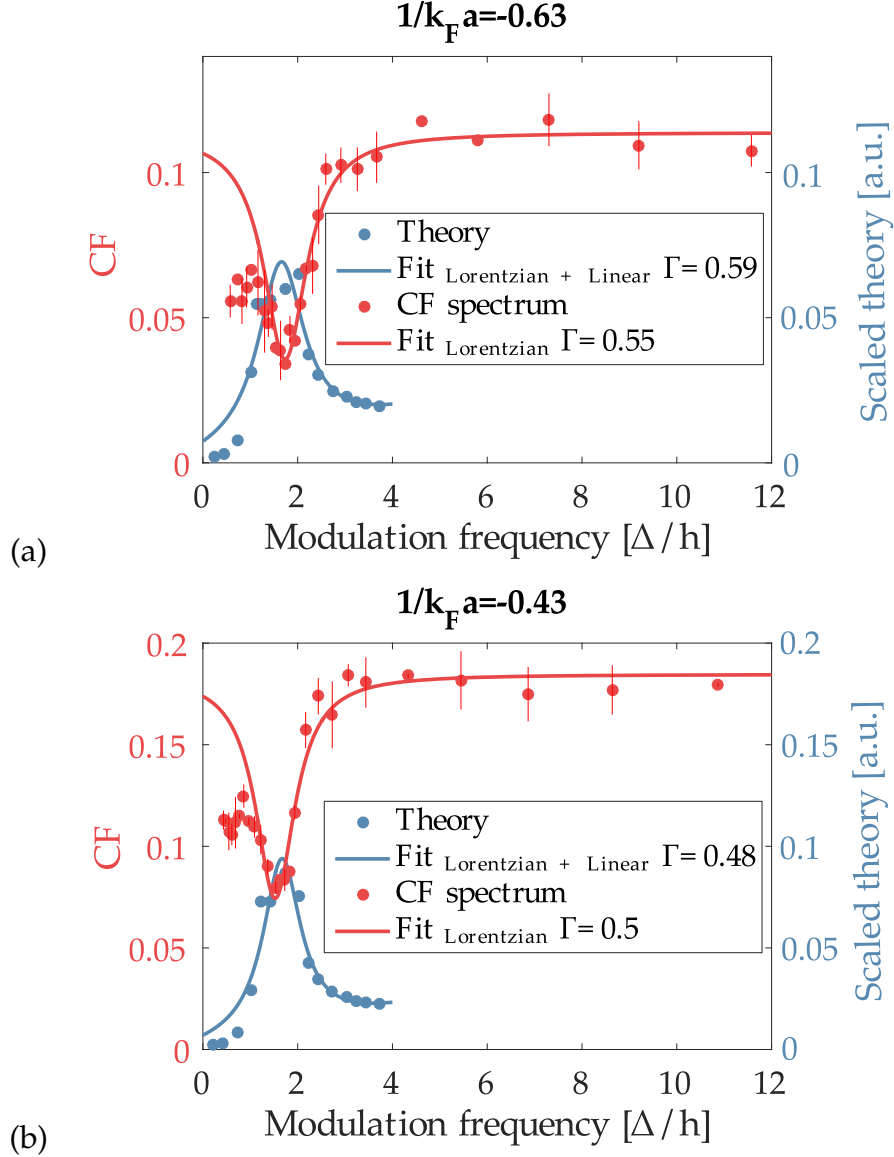 1/k_F a=-0.63
CF
0.1
0.05
0
0.1
0.05
0
Scaled theory [a.u.]
Theory
Fit Lorentzian + Linear Γ= 0.59
CF spectrum
Fit Lorentzian Γ= 0.55
0 2 4 6 8 10 12
Modulation frequency [Δ/h]
(a)
1/k_F a=-0.43
CF
0.2
0.15
0.1
0.05
0
0.2
0.15
0.1
0.05
0
Scaled theory [a.u.]
Theory
Fit Lorentzian + Linear Γ= 0.48
CF spectrum
Fit Lorentzian Γ= 0.5
0 2 4 6 8 10 12
Modulation frequency [Δ/h]
(b)